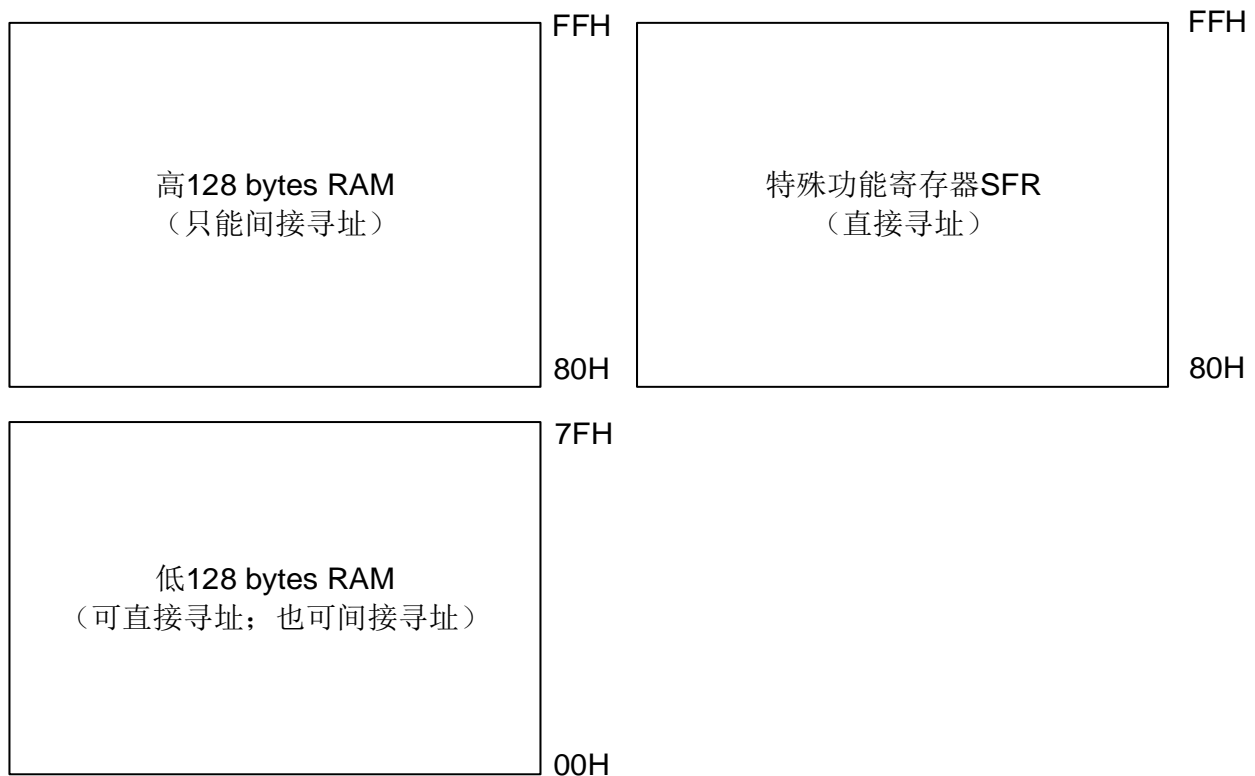 FFH
高128 bytes RAM
（只能间接寻址）
80H
FFH
特殊功能寄存器SFR
（直接寻址）
80H
7FH
低128 bytes RAM
（可直接寻址；也可间接寻址）
00H